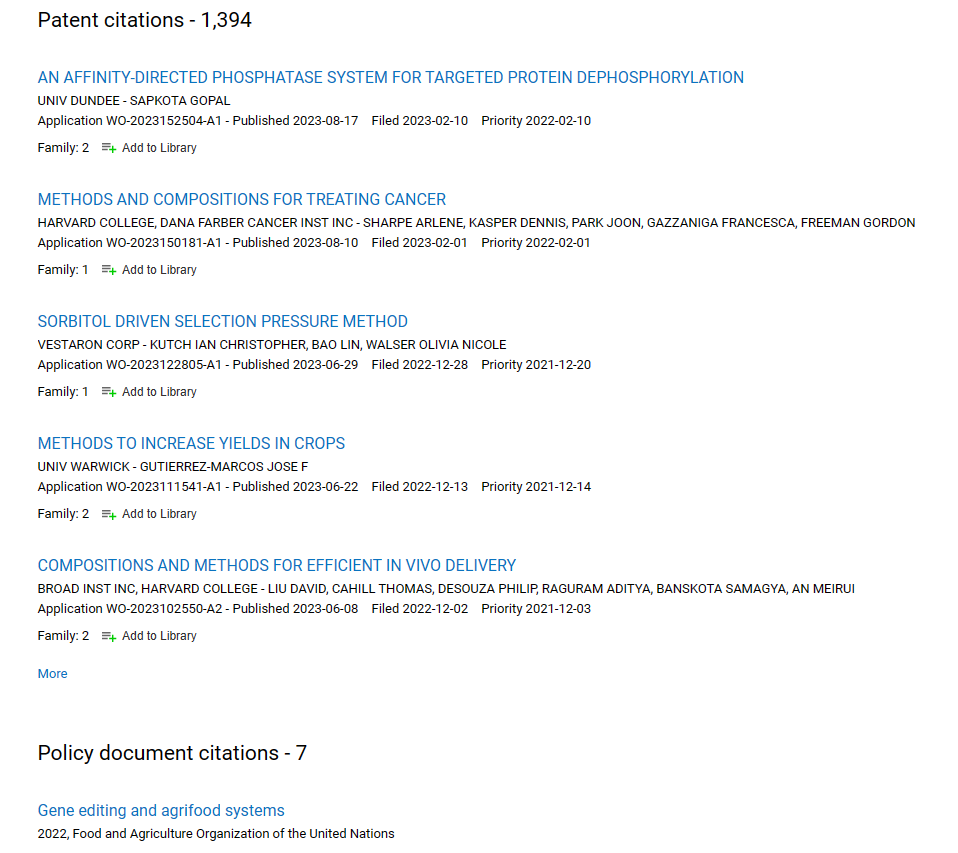 Patent citations - 1,394
AN AFFINITY-DIRECTED PHOSPHATASE SYSTEM FOR TARGETED PROTEIN DEPHOSPHORYLATION
UNIV DUNDEE - SAPKOTA GOPAL
Application WO-2023152504-A1 - Published 2023-08-17 Filed 2023-02-10 Priority 2022-02-10
Family: 2 Add to Library
METHODS AND COMPOSITIONS FOR TREATING CANCER
HARVARD COLLEGE, DANA FARBER CANCER INST INC - SHARPE ARLENE, KASPER DENNIS, PARK JOON, GAZZANIGA FRANCESCA, FREEMAN GORDON
Application WO-2023150181-A1 - Published 2023-08-10 Filed 2023-02-01 Priority 2022-02-01
Family: 1 Add to Library
SORBITOL DRIVEN SELECTION PRESSURE METHOD
VESTARON CORP - KUTCH IAN CHRISTOPHER, BAO LIN, WALSER OLIVIA NICOLE
Application WO-2023122805-A1 - Published 2023-06-29 Filed 2022-12-28 Priority 2021-12-20
Family: 1 Add to Library
METHODS TO INCREASE YIELDS IN CROPS
UNIV WARWICK - GUTIERREZ-MARCOS JOSE F
Application WO-2023111541-A1 - Published 2023-06-22 Filed 2022-12-13 Priority 2021-12-14
Family: 2 Add to Library
COMPOSITIONS AND METHODS FOR EFFICIENT IN VIVO DELIVERY
BROAD INST INC, HARVARD COLLEGE - LIU DAVID, CAHILL THOMAS, DESOUZA PHILIP, RAGURAM ADITYA, BANSKOTA SAMAGYA, AN MEIRUI
Application WO-2023102550-A2 - Published 2023-06-08 Filed 2022-12-02 Priority 2021-12-03
Family: 2 Add to Library
More
Policy document citations - 7
Gene editing and agrifood systems
2022, Food and Agriculture Organization of the United Nations